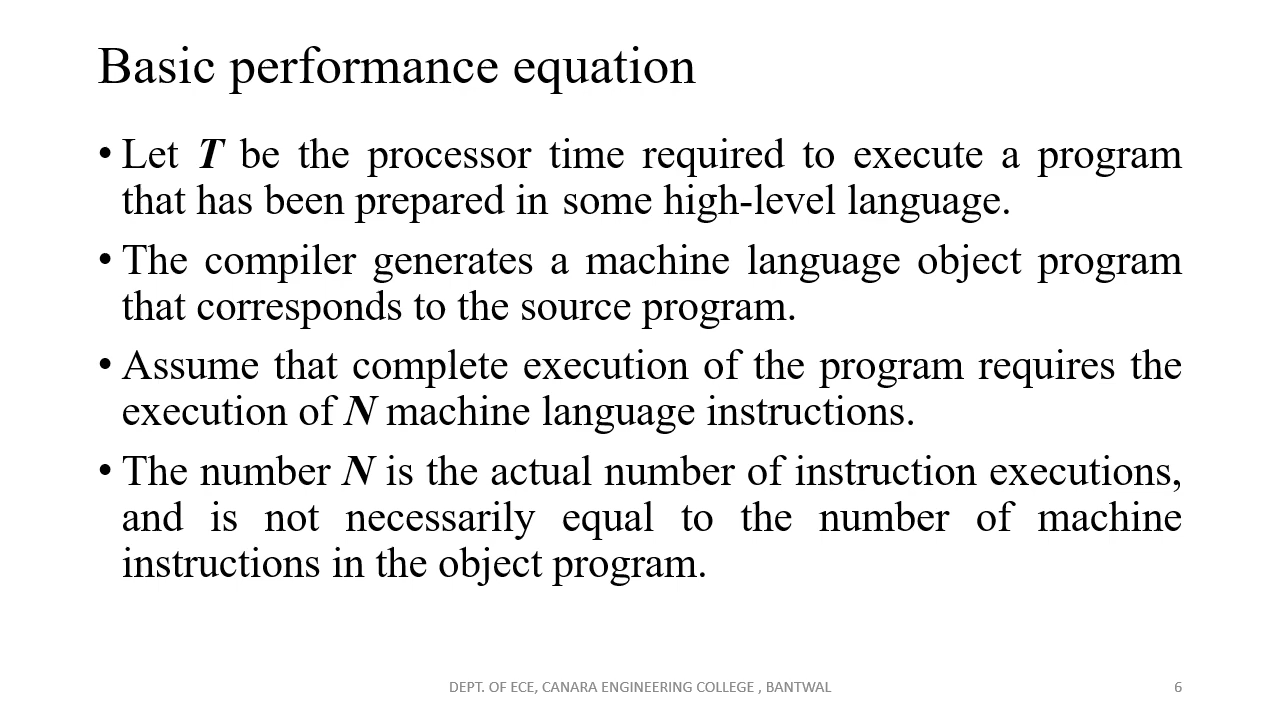 Basic performance equation
• Let T be the processor time required to execute a program
that has been prepared in some high-level language.
• The compiler generates a machine language object program
that corresponds to the source program.
• Assume that complete execution of the program requires the
execution of N machine language instructions.
• The number N is the actual number of instruction executions,
and is not necessarily equal to the number of machine
instructions in the object program.
DEPT. OF ECE, CANARA ENGINEERING COLLEGE , BANTWAL
6